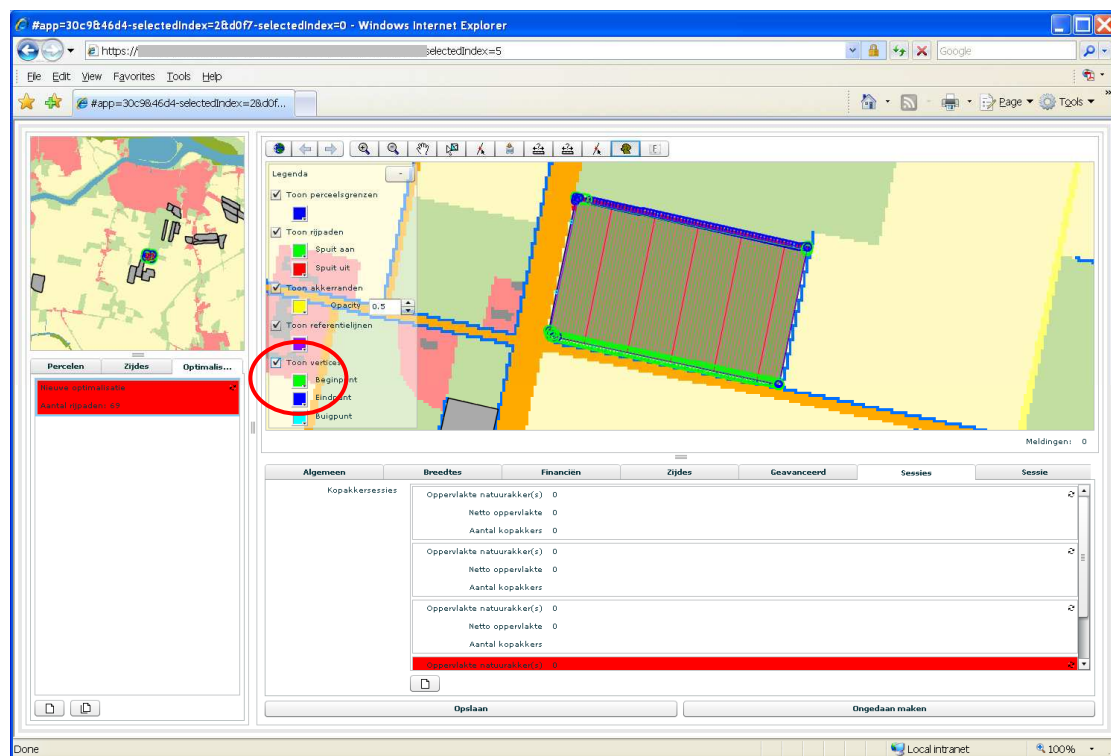 #app=30c9&46d4-selectedIndex=2&d0f7-selectedIndex=0 - Windows Internet Explorer
https:// selectedIndex=5
Google
File Edit View Favorites Tools Help
#app=30c9&46d4-selectedIndex=2&d0f...
Page Tools
Legenda
-
Toon perceelsgrenzen
Toon rijpaden
Spuit aan
Spuit uit
Toon akkerranden
Opacity 0.5
Toon referentielijnen
Toon vertices
Beginpunt
Eindpunt
Buigpunt
Percelen Zijdes Optimalis...
Nieuwe optimalisatie
Aantal rijpaden: 69
Meldingen: 0
Algemeen Breedtes Financiën Zijdes Geavanceerd Sessies Sessie
Kopakkersessies
Oppervlakte natuurakker(s) 0
Netto oppervlakte 0
Aantal kopakkers 0
Oppervlakte natuurakker(s) 0
Netto oppervlakte 0
Aantal kopakkers
Oppervlakte natuurakker(s) 0
Netto oppervlakte 0
Aantal kopakkers
Oppervlakte natuurakker(s) 0
Opslaan Ongedaan maken
Done Local intranet 100%